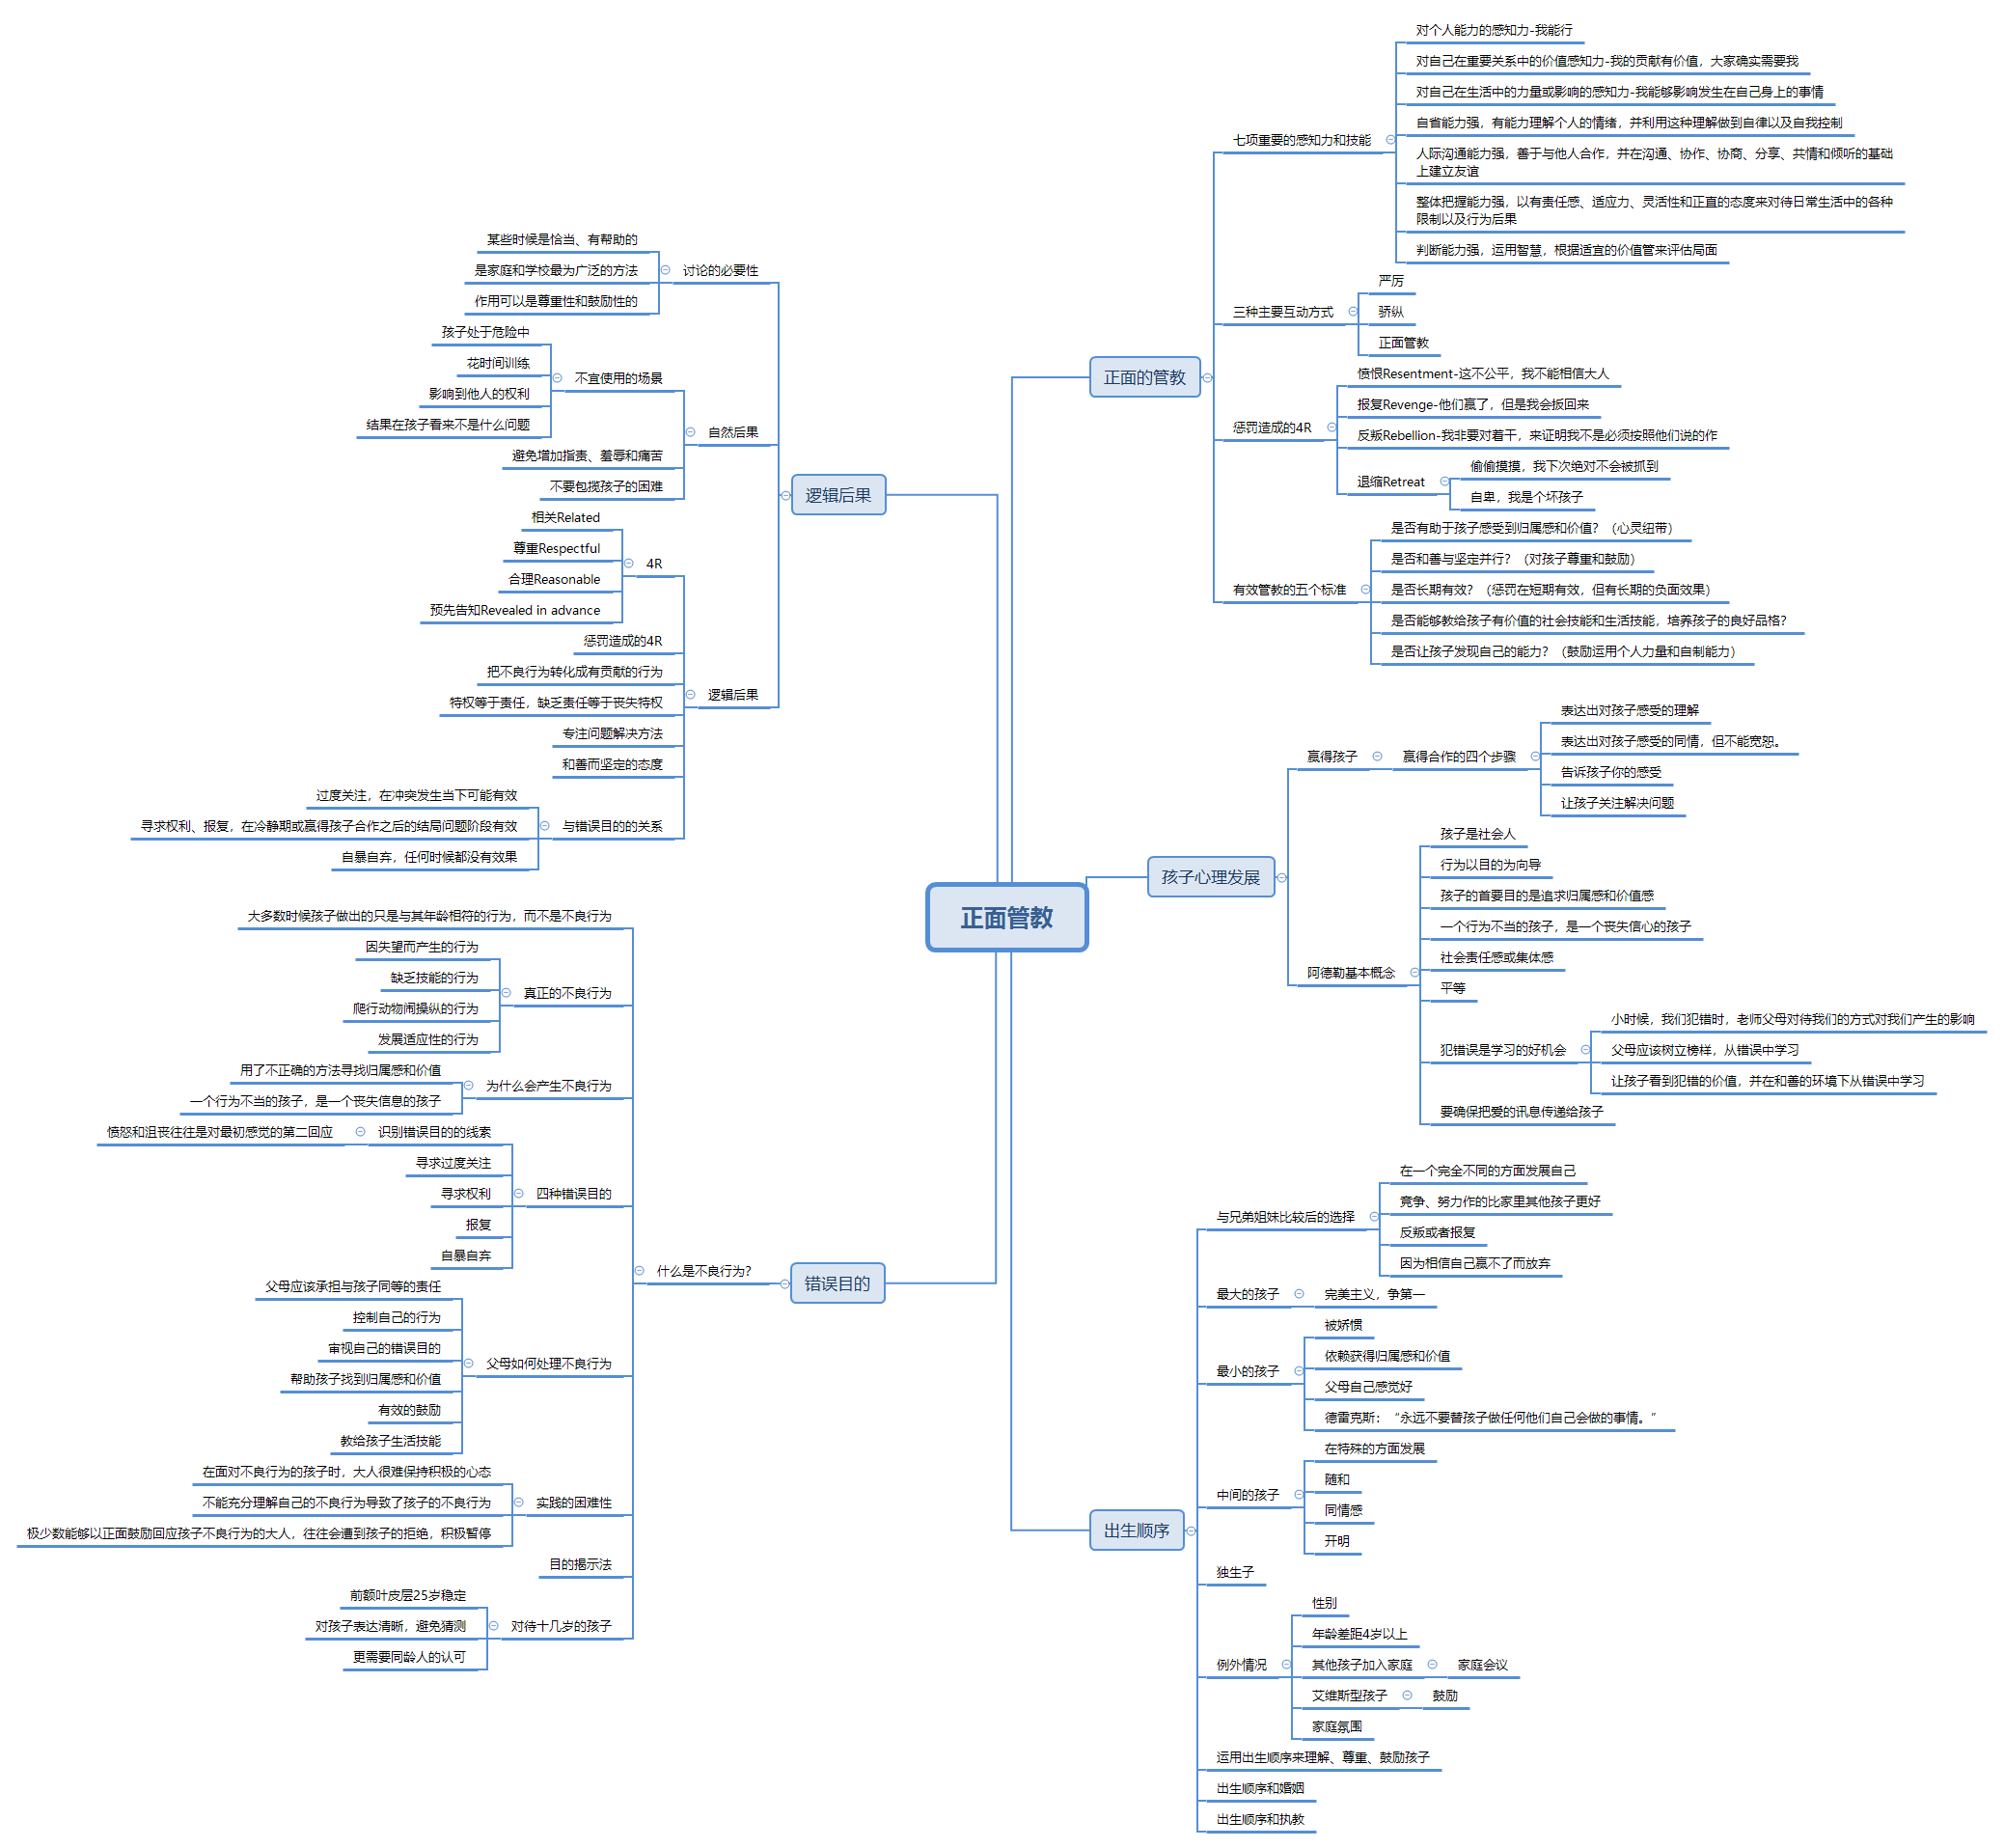 正面管教
正面的管教
七项重要的感知力和技能
对个人能力的感知力-我能行
对自己在重要关系中的价值感知力-我的贡献有价值，大家确实需要我
对自己在生活中的力量或影响的感知力-我能够影响发生在自己身上的事情
自省能力强，有能力理解个人的情绪，并利用这种理解做到自律以及自我控制
人际沟通能力强，善于与他人合作，并在沟通、协作、协商、分享、共情和倾听的基础
上建立友谊
整体把握能力强，以有责任感、适应力、灵活性和正直的态度来对待日常生活中的各种
限制以及行为后果
判断能力强，运用智慧，根据适宜的价值管来评估局面
三种主要互动方式
严厉
骄纵
正面管教
惩罚造成的4R
愤恨Resentment-这不公平，我不能相信大人
报复Revenge-他们赢了，但是我会扳回来
反叛Rebellion-我非要对着干，来证明我不是必须按照他们说的作
退缩Retreat
偷偷摸摸，我下次绝对不会被抓到
自卑，我是个坏孩子
有效管教的五个标准
是否有助于孩子感受到归属感和价值？（心灵纽带）
是否和善与坚定并行？（对孩子尊重和鼓励）
是否长期有效？（惩罚在短期有效，但有长期的负面效果）
是否能够教给孩子有价值的社会技能和生活技能，培养孩子的良好品格？
是否让孩子发现自己的能力？（鼓励运用个人力量和自制能力）
孩子心理发展
赢得孩子
赢得合作的四个步骤
表达出对孩子感受的理解
表达出对孩子感受的同情，但不能宽恕。
告诉孩子你的感受
让孩子关注解决问题
阿德勒基本概念
孩子是社会人
行为以目的为向导
孩子的首要目的是追求归属感和价值感
一个行为不当的孩子，是一个丧失信心的孩子
社会责任感或集体感
平等
犯错误是学习的好机会
小时候，我们犯错时，老师父母对待我们的方式对我们产生的影响
父母应该树立榜样，从错误中学习
让孩子看到犯错的价值，并在和善的环境下从错误中学习
要确保把爱的讯息传递给孩子
出生顺序
与兄弟姐妹比较后的选择
在一个完全不同的方面发展自己
竞争、努力作的比家里其他孩子更好
反叛或者报复
因为相信自己赢不了而放弃
最大的孩子
完美主义，争第一
最小的孩子
被娇惯
依赖获得归属感和价值
父母自己感觉好
德雷克斯：“永远不要替孩子做任何他们自己会做的事情。”
中间的孩子
在特殊的方面发展
随和
同情感
开明
独生子
例外情况
性别
年龄差距4岁以上
其他孩子加入家庭
家庭会议
艾维斯型孩子
鼓励
家庭氛围
运用出生顺序来理解、尊重、鼓励孩子
出生顺序和婚姻
出生顺序和执教
逻辑后果
讨论的必要性
某些时候是恰当、有帮助的
是家庭和学校最为广泛的方法
作用可以是尊重性和鼓励性的
自然后果
不宜使用的场景
孩子处于危险中
花时间训练
影响到他人的权利
结果在孩子看来不是什么问题
避免增加指责、羞辱和痛苦
不要包揽孩子的困难
逻辑后果
4R
相关Related
尊重Respectful
合理Reasonable
预先告知Revealed in advance
惩罚造成的4R
把不良行为转化成有贡献的行为
特权等于责任，缺乏责任等于丧失特权
专注问题解决方法
和善而坚定的态度
与错误目的的关系
过度关注，在冲突发生当下可能有效
寻求权利、报复，在冷静期或赢得孩子合作之后的结局问题阶段有效
自暴自弃，任何时候都没有效果
错误目的
什么是不良行为？
大多数时候孩子做出的只是与其年龄相符的行为，而不是不良行为
真正的不良行为
因失望而产生的行为
缺乏技能的行为
爬行动物闹操纵的行为
发展适应性的行为
为什么会产生不良行为
用了不正确的方法寻找归属感和价值
一个行为不当的孩子，是一个丧失信息的孩子
四种错误目的
识别错误目的的线索
愤怒和沮丧往往是对最初感觉的第二回应
寻求过度关注
寻求权利
报复
自暴自弃
父母如何处理不良行为
父母应该承担与孩子同等的责任
控制自己的行为
审视自己的错误目的
帮助孩子找到归属感和价值
有效的鼓励
教给孩子生活技能
实践的困难性
在面对不良行为的孩子时，大人很难保持积极的心态
不能充分理解自己的不良行为导致了孩子的不良行为
极少数能够以正面鼓励回应孩子不良行为的大人，往往会遭到孩子的拒绝，积极暂停
目的揭示法
对待十几岁的孩子
前额叶皮层25岁稳定
对孩子表达清晰，避免猜测
更需要同龄人的认可